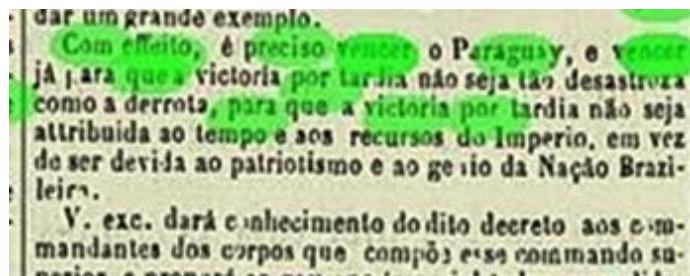 dar um grande exemplo.
Com effeito, é preciso vencer o Paraguay, e vencer
já para que a victoria por tardia não seja tão desastroza
como a derrota, para que a victoria por tardia não seja
attribuida ao tempo e aos recursos do Imperio, em vez
de ser devida ao patriotismo e ao genio da Nação Brazi-
leira.
V. exc. dará conhecimento do dito decreto aos com-
mandantes dos corpos que compõe esse commando su-